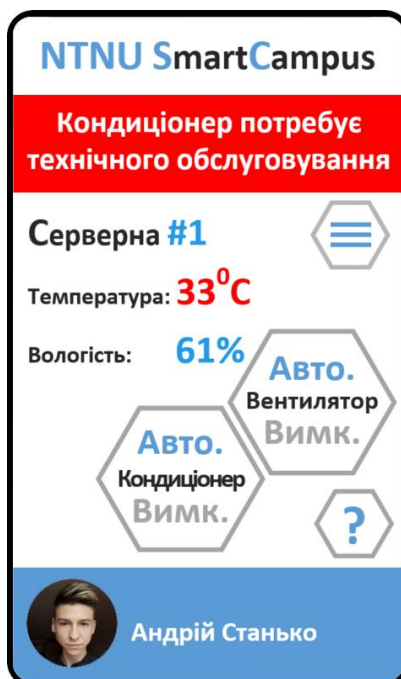 NTNU SmartCampus
Кондиціонер потребує
технічного обслуговування
Серверна #1
Температура: 33⁰C
Вологість: 61%
Авто.
Вентилятор
Вимк.
Авто.
Кондиціонер
Вимк.
?
Андрій Станько